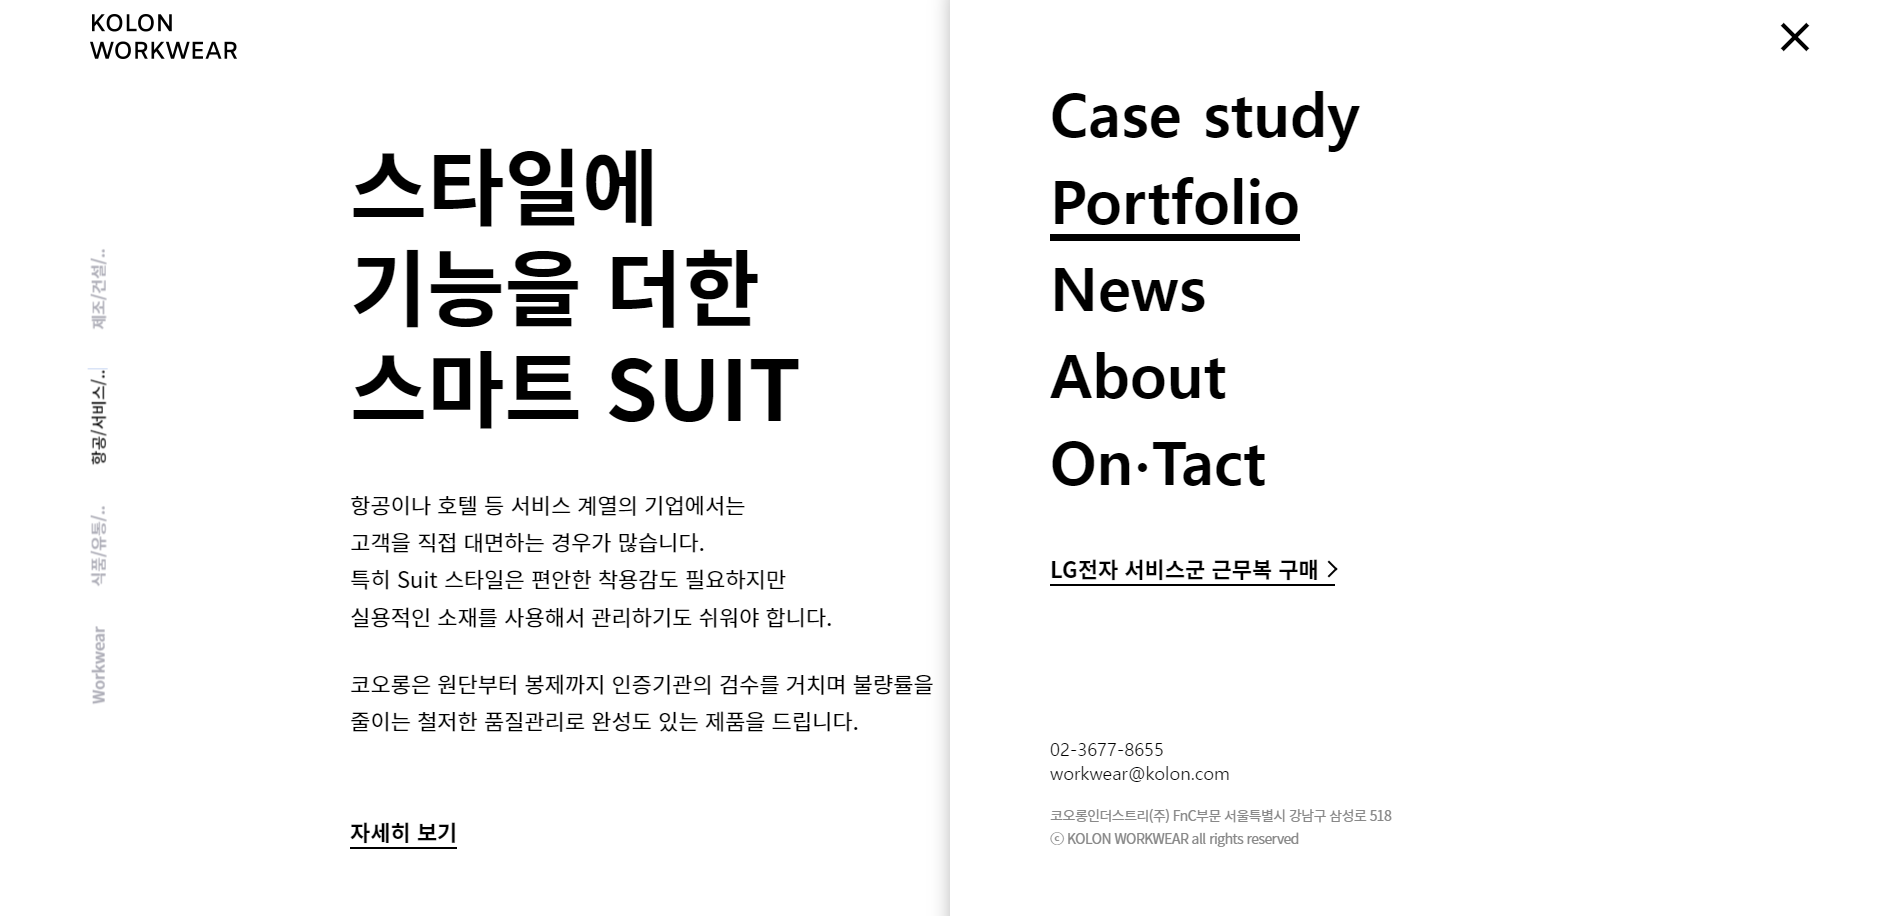 KOLON
WORKWEAR
제조/건설/..
항공/서비스/..
식품/유통/..
Workwear
스타일에
기능을 더한
스마트 SUIT
항공이나 호텔 등 서비스 계열의 기업에서는
고객을 직접 대면하는 경우가 많습니다.
특히 Suit 스타일은 편안한 착용감도 필요하지만
실용적인 소재를 사용해서 관리하기도 쉬워야 합니다.
코오롱은 원단부터 봉제까지 인증기관의 검수를 거치며 불량률을
줄이는 철저한 품질관리로 완성도 있는 제품을 드립니다.
자세히 보기
Case study
Portfolio
News
About
On·Tact
LG전자 서비스군 근무복 구매 >
02-3677-8655
workwear@kolon.com
코오롱인더스트리(주) FnC부문 서울특별시 강남구 삼성로 518
ⓒ KOLON WORKWEAR all rights reserved